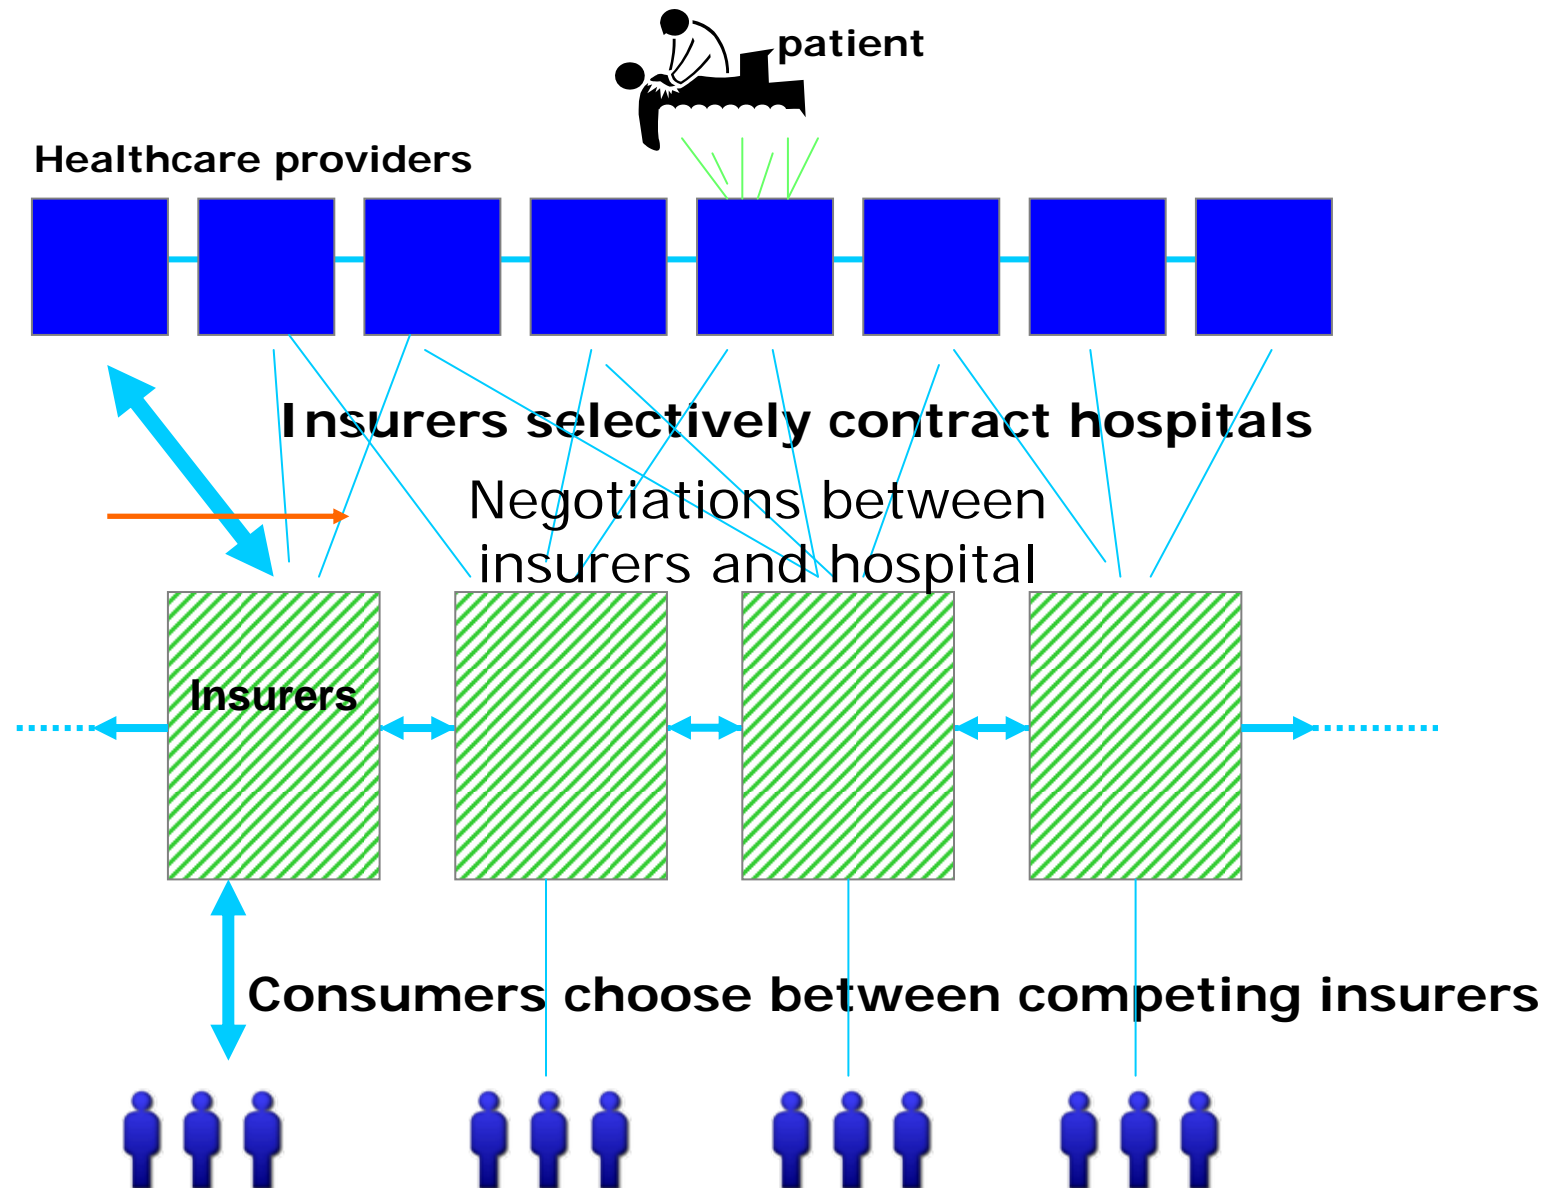 patient
Healthcare providers
Insurers selectively contract hospitals
Negotiations between
insurers and hospital
Insurers
Consumers choose between competing insurers